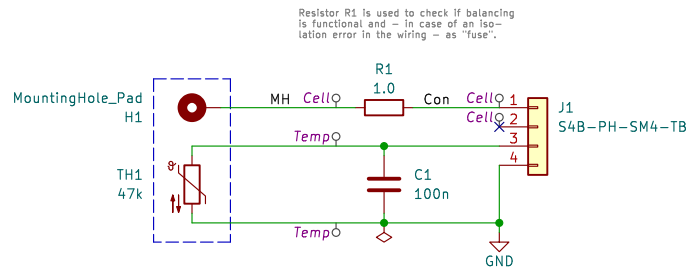 Resistor R1 is used to check if balancing
is functional and – in case of an iso-
lation error in the wiring – as "fuse".
R1
1.0
MountingHole_Pad
H1
MH
Cell
Con
Cell
1
J1
Cell
2
S4B-PH-SM4-TB
Temp
3
4
ϑ
TH1
47k
C1
100n
Temp
GND